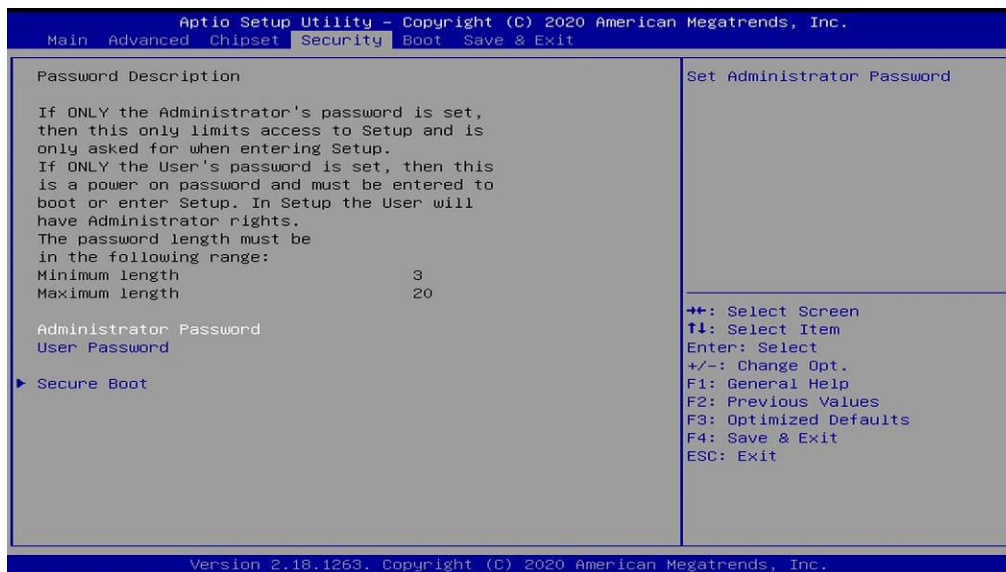 Aptio Setup Utility – Copyright (C) 2020 American Megatrends, Inc.
Main Advanced Chipset Security Boot Save & Exit
Password Description
If ONLY the Administrator's password is set,
then this only limits access to Setup and is
only asked for when entering Setup.
If ONLY the User's password is set, then this
is a power on password and must be entered to
boot or enter Setup. In Setup the User will
have Administrator rights.
The password length must be
in the following range:
Minimum length 3
Maximum length 20
Administrator Password
User Password
▶ Secure Boot
Set Administrator Password
→←: Select Screen
↑↓: Select Item
Enter: Select
+/-: Change Opt.
F1: General Help
F2: Previous Values
F3: Optimized Defaults
F4: Save & Exit
ESC: Exit
Version 2.18.1263. Copyright (C) 2020 American Megatrends, Inc.